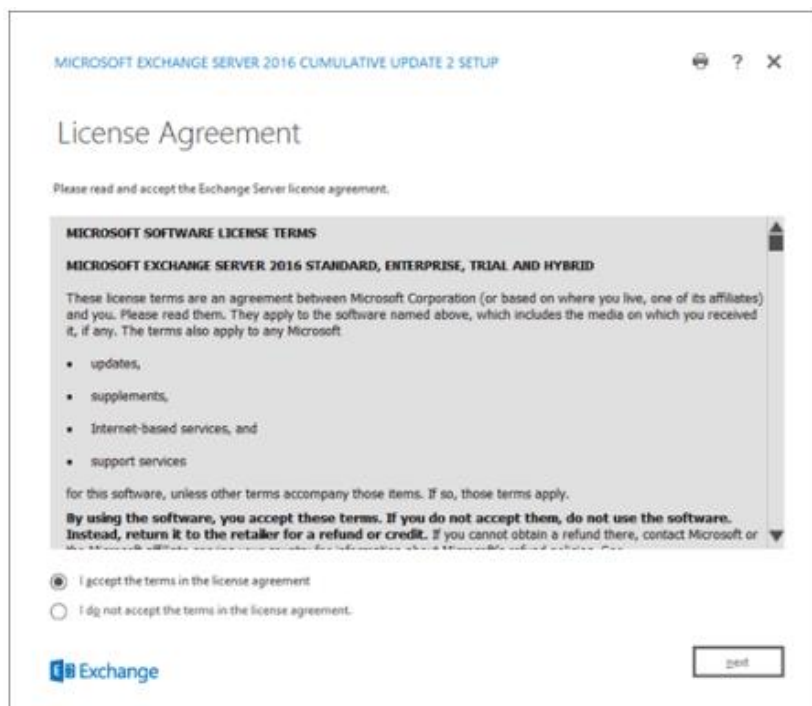 MICROSOFT EXCHANGE SERVER 2016 CUMULATIVE UPDATE 2 SETUP
?
License Agreement
Please read and accept the Exchange Server license agreement.
MICROSOFT SOFTWARE LICENSE TERMS
MICROSOFT EXCHANGE SERVER 2016 STANDARD, ENTERPRISE, TRIAL AND HYBRID
These license terms are an agreement between Microsoft Corporation (or based on where you live, one of its affiliates)
and you. Please read them. They apply to the software named above, which includes the media on which you received
it, if any. The terms also apply to any Microsoft
• updates,
• supplements,
• Internet-based services, and
• support services
for this software, unless other terms accompany those items. If so, those terms apply.
By using the software, you accept these terms. If you do not accept them, do not use the software.
Instead, return it to the retailer for a refund or credit. If you cannot obtain a refund there, contact Microsoft or
I accept the terms in the license agreement
I do not accept the terms in the license agreement.
Exchange
next